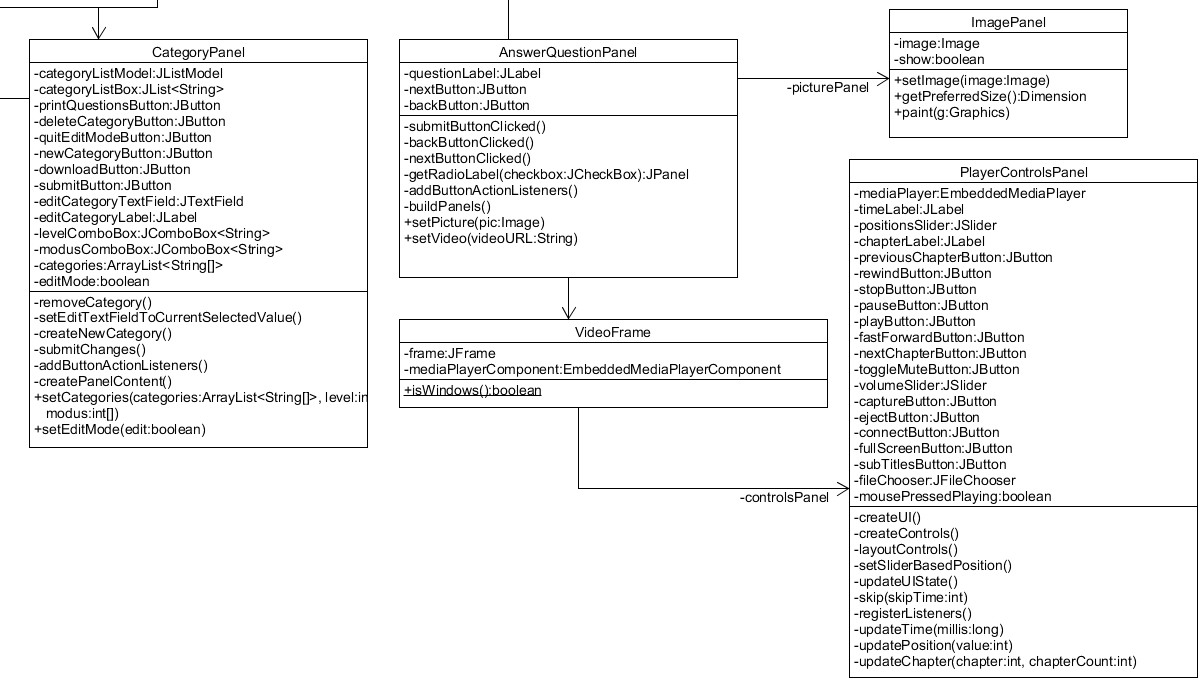 CategoryPanel
-categoryListModel:JListModel
-categoryListBox:JList<String>
-printQuestionsButton:JButton
-deleteCategoryButton:JButton
-quitEditModeButton:JButton
-newCategoryButton:JButton
-downloadButton:JButton
-submitButton:JButton
-editCategoryTextField:JTextField
-editCategoryLabel:JLabel
-levelComboBox:JComboBox<String>
-modusComboBox:JComboBox<String>
-categories:ArrayList<String[]>
-editMode:boolean
-removeCategory()
-setEditTextFieldToCurrentSelectedValue()
-createNewCategory()
-submitChanges()
-addButtonActionListeners()
-createPanelContent()
+setCategories(categories:ArrayList<String[]>, level:in
modus:int[])
+setEditMode(edit:boolean)
AnswerQuestionPanel
-questionLabel:JLabel
-nextButton:JButton
-backButton:JButton
-submitButtonClicked()
-backButtonClicked()
-nextButtonClicked()
-getRadioLabel(checkbox:JCheckBox):JPanel
-addButtonActionListeners()
-buildPanels()
+setPicture(pic:Image)
+setVideo(videoURL:String)
-picturePanel
ImagePanel
-image:Image
-show:boolean
+setImage(image:Image)
+getPreferredSize():Dimension
+paint(g:Graphics)
VideoFrame
-frame:JFrame
-mediaPlayerComponent:EmbeddedMediaPlayerComponent
+isWindows():boolean
-controlsPanel
PlayerControlsPanel
-mediaPlayer:EmbeddedMediaPlayer
-timeLabel:JLabel
-positionsSlider:JSlider
-chapterLabel:JLabel
-previousChapterButton:JButton
-rewindButton:JButton
-stopButton:JButton
-pauseButton:JButton
-playButton:JButton
-fastForwardButton:JButton
-nextChapterButton:JButton
-toggleMuteButton:JButton
-volumeSlider:JSlider
-captureButton:JButton
-ejectButton:JButton
-connectButton:JButton
-fullScreenButton:JButton
-subTitlesButton:JButton
-fileChooser:JFileChooser
-mousePressedPlaying:boolean
-createUI()
-createControls()
-layoutControls()
-setSliderBasedPosition()
-updateUIState()
-skip(skipTime:int)
-registerListeners()
-updateTime(millis:long)
-updatePosition(value:int)
-updateChapter(chapter:int, chapterCount:int)